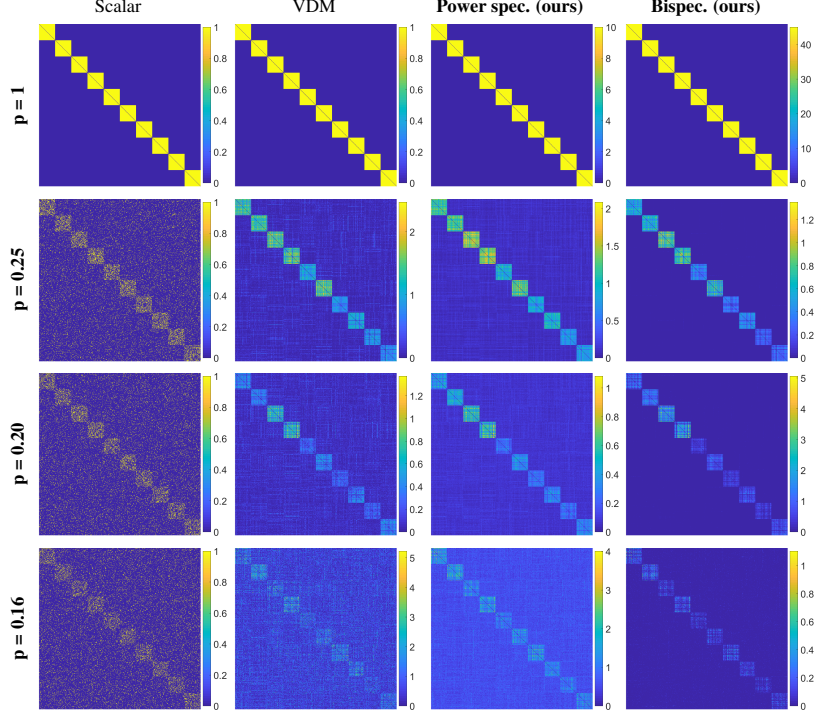 Scalar VDM Power spec. (ours) Bispec. (ours)
p = 1
1 0.8 0.6 0.4 0.2 0
1 0.8 0.6 0.4 0.2 0
10 8 6 4 2 0
40 30 20 10 0
p = 0.25
1 0.8 0.6 0.4 0.2 0
2 1 0
2 1.5 1 0.5 0
1 0.8 0.6 0.4 0.2 0
p = 0.20
1 0.8 0.6 0.4 0.2 0
1.2 1 0.8 0.6 0.4 0.2 0
1 0.8 0.6 0.4 0.2 0
5 4 3 2 1 0
p = 0.16
1 0.8 0.6 0.4 0.2 0
5 4 3 2 1 0
4 3 2 1 0
1 0.8 0.6 0.4 0.2 0